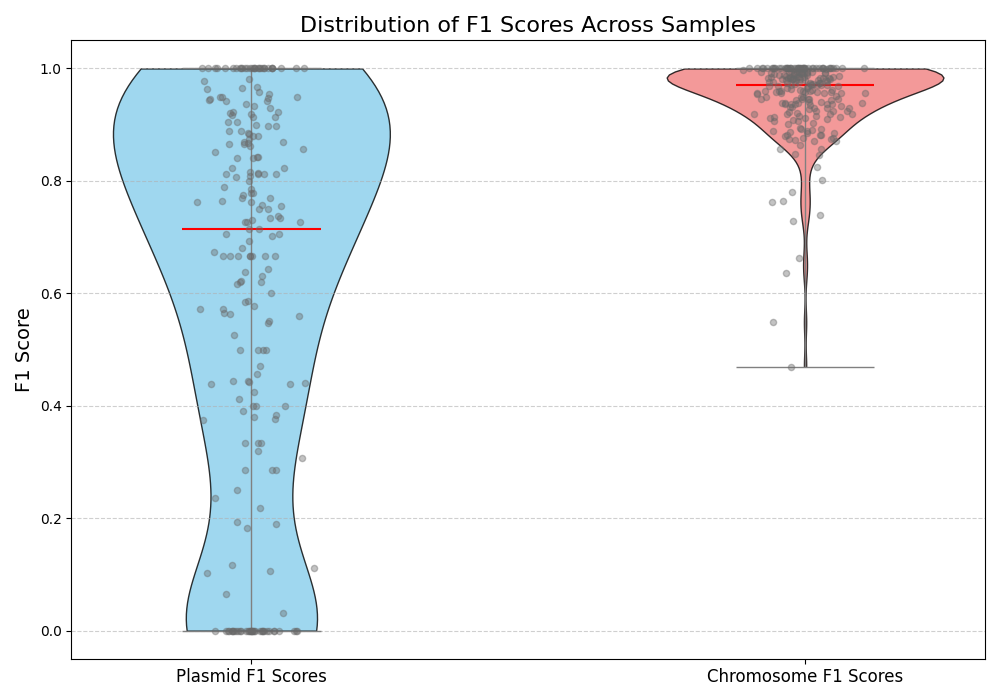 Distribution of F1 Scores Across Samples
F1 Score
1.0
0.8
0.6
0.4
0.2
0.0
Plasmid F1 Scores
Chromosome F1 Scores